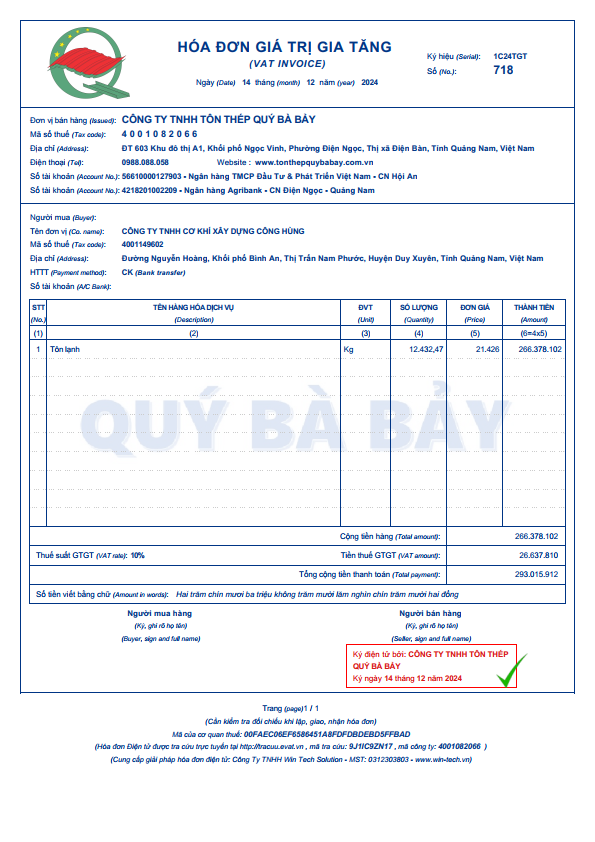 HÓA ĐƠN GIÁ TRỊ GIA TĂNG
(VAT INVOICE)
Ngày (Date) 14 tháng (month) 12 năm (year) 2024
Ký hiệu (Serial): 1C24TGT
Số (No.): 718
Đơn vị bán hàng (Issued): CÔNG TY TNHH TÔN THÉP QUÝ BÀ BẢY
Mã số thuế (Tax code): 4 0 0 1 0 8 2 0 6 6
Địa chỉ (Address): ĐT 603 Khu đô thị A1, Khối phố Ngọc Vinh, Phường Điện Ngọc, Thị xã Điện Bàn, Tỉnh Quảng Nam, Việt Nam
Điện thoại (Tel): 0988.088.058 Website : www.tonthepquybabay.com.vn
Số tài khoản (Account No.): 56610000127903 - Ngân hàng TMCP Đầu Tư & Phát Triển Việt Nam - CN Hội An
Số tài khoản (Account No.): 4218201002209 - Ngân hàng Agribank - CN Điện Ngọc - Quảng Nam
Người mua (Buyer):
Tên đơn vị (Co. name): CÔNG TY TNHH CƠ KHÍ XÂY DỰNG CÔNG HÙNG
Mã số thuế (Tax code): 4001149602
Địa chỉ (Address): Đường Nguyễn Hoàng, Khối phố Bình An, Thị Trấn Nam Phước, Huyện Duy Xuyên, Tỉnh Quảng Nam, Việt Nam
HTTT (Payment method): CK (Bank transfer)
Số tài khoản (A/C Bank):
STT TÊN HÀNG HÓA DỊCH VỤ ĐVT SỐ LƯỢNG ĐƠN GIÁ THÀNH TIỀN
(No.) (Description) (Unit) (Quantity) (Price) (Amount)
(1) (2) (3) (4) (5) (6=4x5)
1 Tôn lạnh Kg 12.432,47 21.426 266.378.102
QUÝ BÀ BẢY
Cộng tiền hàng (Total amount): 266.378.102
Thuế suất GTGT (VAT rate): 10% Tiền thuế GTGT (VAT amount): 26.637.810
Tổng cộng tiền thanh toán (Total payment): 293.015.912
Số tiền viết bằng chữ (Amount in words): Hai trăm chín mươi ba triệu không trăm mười lăm nghìn chín trăm mười hai đồng
Người mua hàng Người bán hàng
(Ký, ghi rõ họ tên) (Ký, ghi rõ họ tên)
(Buyer, sign and full name) (Seller, sign and full name)
Ký điện tử bởi: CÔNG TY TNHH TÔN THÉP
QUÝ BÀ BẢY
Ký ngày 14 tháng 12 năm 2024
Trang (page)1 / 1
(Cần kiểm tra đối chiếu khi lập, giao, nhận hóa đơn)
Mã của cơ quan thuế: 00FAEC06EF6586451A8FDFDBDEBD5FFBAD
(Hóa đơn Điện tử được tra cứu trực tuyến tại http://tracuu.evat.vn , mã tra cứu: 9J1IC9ZN17 , mã công ty: 4001082066 )
(Cung cấp giải pháp hóa đơn điện tử: Công Ty TNHH Win Tech Solution - MST: 0312303803 - www.win-tech.vn)